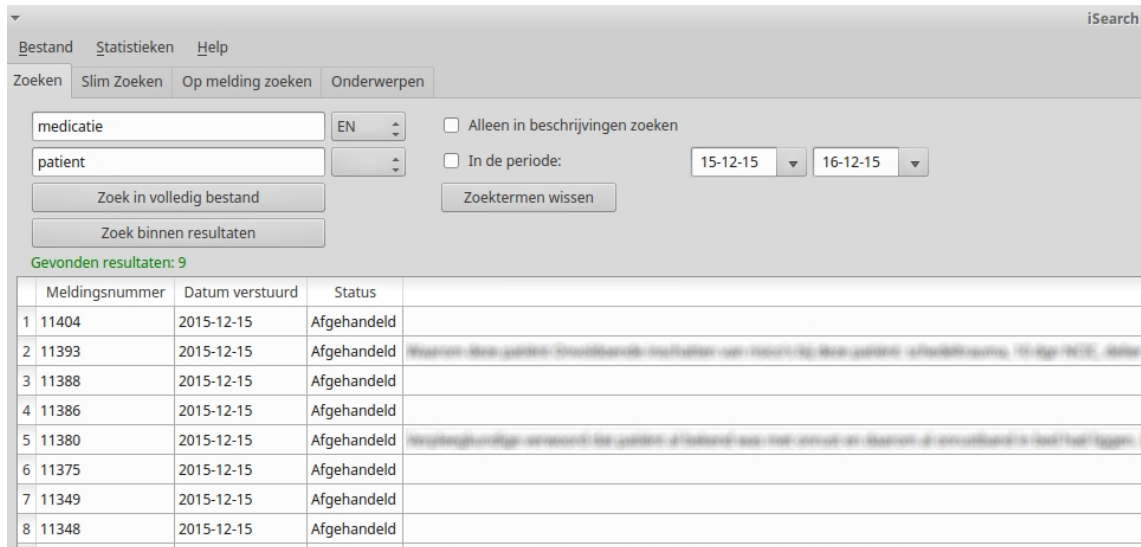 iSearch
Bestand Statistieken Help
Zoeken Slim Zoeken Op melding zoeken Onderwerpen
medicatie EN Alleen in beschrijvingen zoeken
patient In de periode: 15-12-15 16-12-15
Zoek in volledig bestand Zoektermen wissen
Zoek binnen resultaten
Gevonden resultaten: 9
Meldingsnummer Datum verstuurd Status
1 11404 2015-12-15 Afgehandeld
2 11393 2015-12-15 Afgehandeld
3 11388 2015-12-15 Afgehandeld
4 11386 2015-12-15 Afgehandeld
5 11380 2015-12-15 Afgehandeld
6 11375 2015-12-15 Afgehandeld
7 11349 2015-12-15 Afgehandeld
8 11348 2015-12-15 Afgehandeld